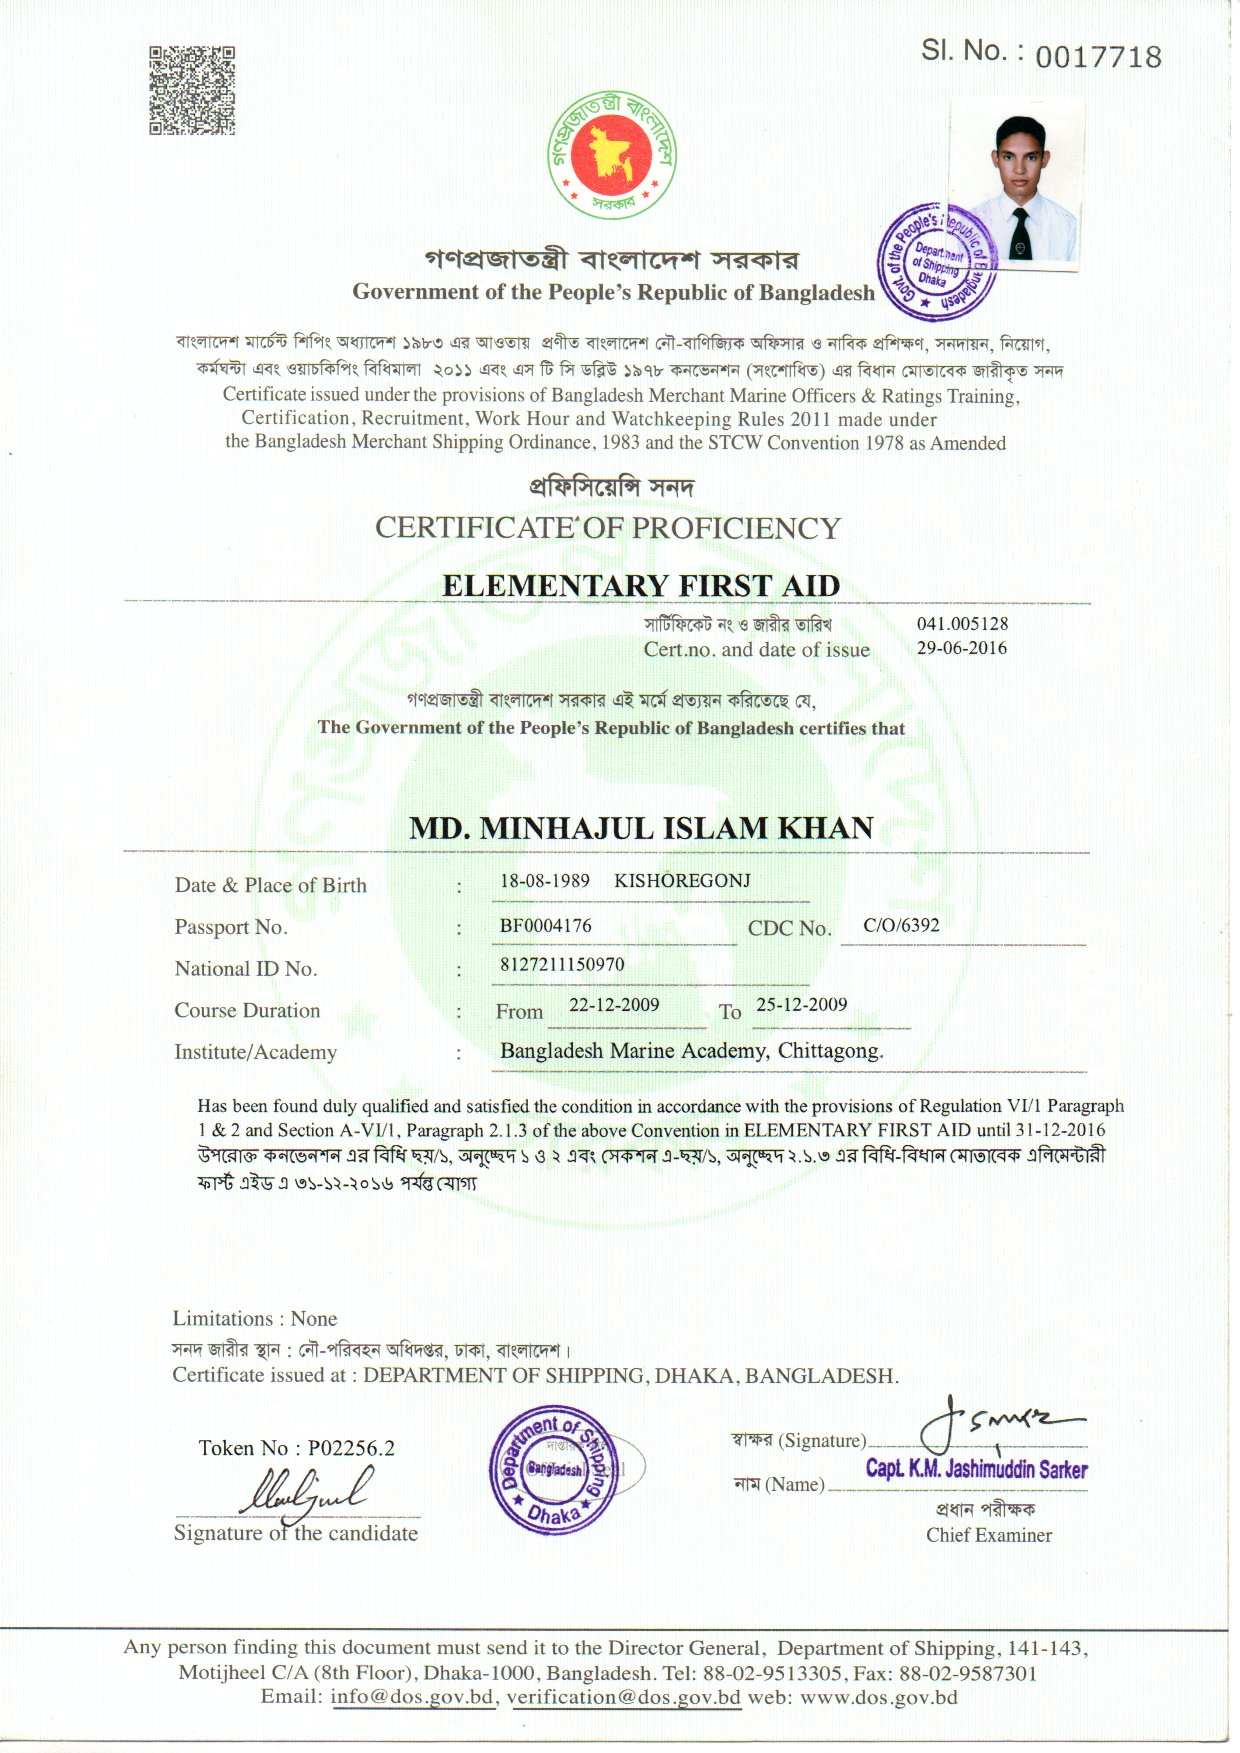 Sl. No. : 0017718
গণপ্রজাতন্ত্রী বাংলাদেশ
সরকার
Govt. of the People's Republic of Bangladesh
Department
of Shipping
Dhaka
গণপ্রজাতন্ত্রী বাংলাদেশ সরকার
Government of the People's Republic of Bangladesh
বাংলাদেশ মার্চেন্ট শিপিং অধ্যাদেশ ১৯৮৩ এর আওতায় প্রণীত বাংলাদেশ নৌ-বাণিজ্যিক অফিসার ও নাবিক প্রশিক্ষণ, সনদায়ন, নিয়োগ,
কর্মঘন্টা এবং ওয়াচকিপিং বিধিমালা ২০১১ এবং এস টি সি ডব্লিউ ১৯৭৮ কনভেনশন (সংশোধিত) এর বিধান মোতাবেক জারীকৃত সনদ
Certificate issued under the provisions of Bangladesh Merchant Marine Officers & Ratings Training,
Certification, Recruitment, Work Hour and Watchkeeping Rules 2011 made under
the Bangladesh Merchant Shipping Ordinance, 1983 and the STCW Convention 1978 as Amended
প্রফিসিয়েন্সি সনদ
CERTIFICATE OF PROFICIENCY
ELEMENTARY FIRST AID
সার্টিফিকেট নং ও জারীর তারিখ 041.005128
Cert.no. and date of issue 29-06-2016
গণপ্রজাতন্ত্রী বাংলাদেশ সরকার এই মর্মে প্রত্যয়ন করিতেছে যে,
The Government of the People's Republic of Bangladesh certifies that
MD. MINHAJUL ISLAM KHAN
Date & Place of Birth : 18-08-1989 KISHOREGONJ
Passport No. : BF0004176 CDC No. C/O/6392
National ID No. : 8127211150970
Course Duration : From 22-12-2009 To 25-12-2009
Institute/Academy : Bangladesh Marine Academy, Chittagong.
Has been found duly qualified and satisfied the condition in accordance with the provisions of Regulation VI/1 Paragraph
1 & 2 and Section A-VI/1, Paragraph 2.1.3 of the above Convention in ELEMENTARY FIRST AID until 31-12-2016
উপরোক্ত কনভেনশন এর বিধি ছয়/১, অনুচ্ছেদ ১ ও ২ এবং সেকশন এ-ছয়/১, অনুচ্ছেদ ২.১.৩ এর বিধি-বিধান মোতাবেক এলিমেন্টারী
ফার্স্ট এইড এ ৩১-১২-২০১৬ পর্যন্ত যোগ্য
Limitations : None
সনদ জারীর স্থান : নৌ-পরিবহন অধিদপ্তর, ঢাকা, বাংলাদেশ।
Certificate issued at : DEPARTMENT OF SHIPPING, DHAKA, BANGLADESH.
Token No : P02256.2
Signature of the candidate
Department of Shipping
Bangladesh
Dhaka
স্বাক্ষর (Signature)
Capt. K.M. Jashimuddin Sarker
নাম (Name)
প্রধান পরীক্ষক
Chief Examiner
Any person finding this document must send it to the Director General, Department of Shipping, 141-143,
Motijheel C/A (8th Floor), Dhaka-1000, Bangladesh. Tel: 88-02-9513305, Fax: 88-02-9587301
Email: info@dos.gov.bd, verification@dos.gov.bd web: www.dos.gov.bd